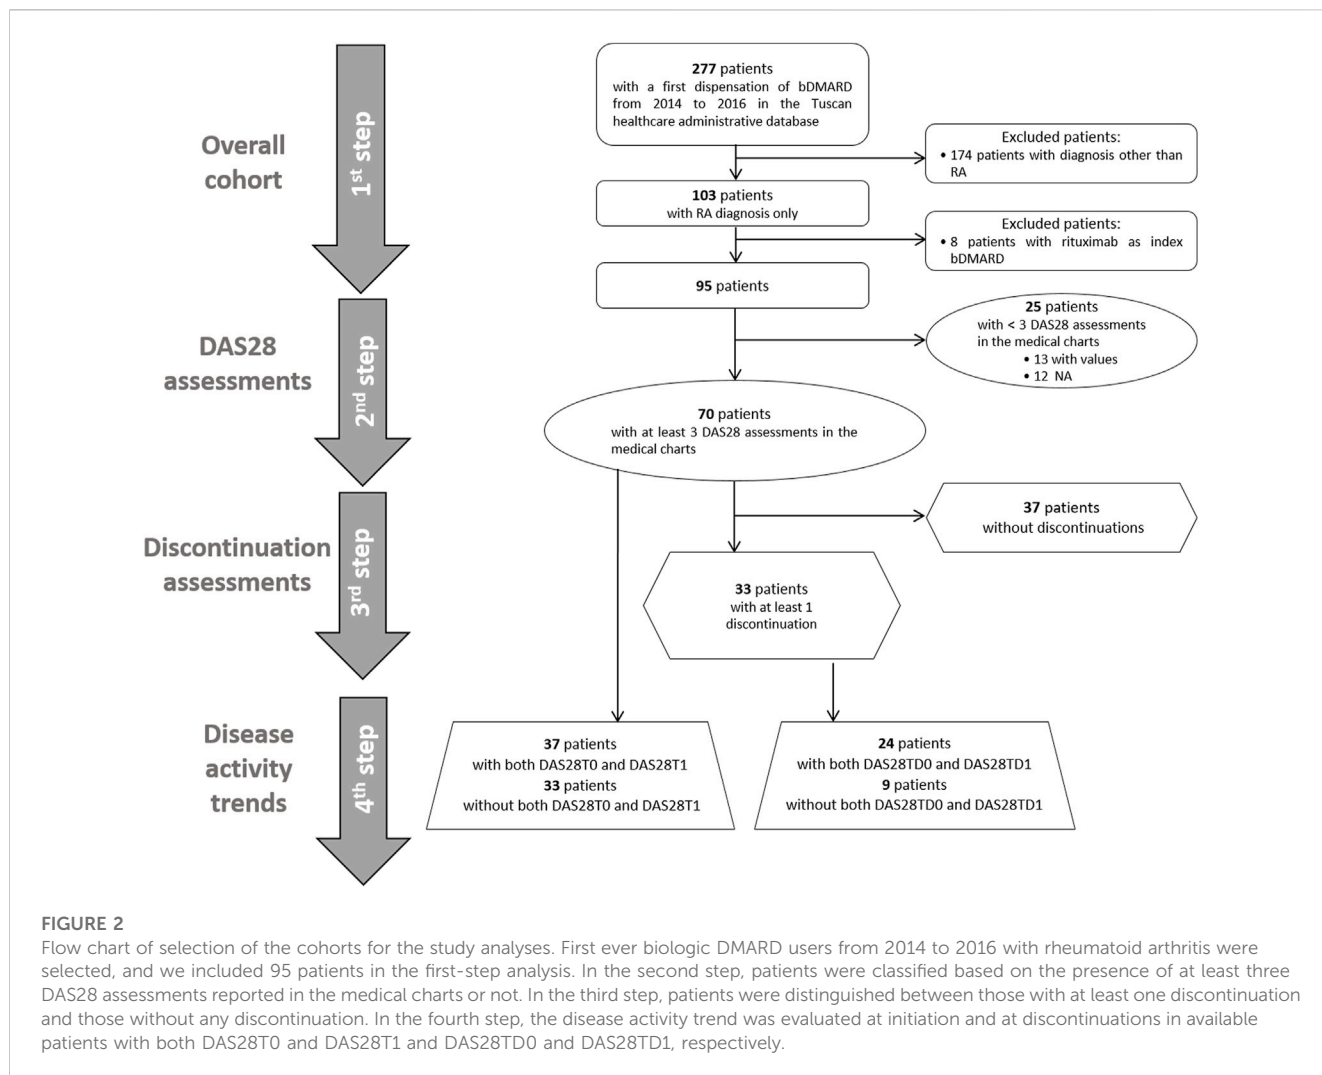 277 patients
with a first dispensation of bDMARD
from 2014 to 2016 in the Tuscan
healthcare administrative database
Excluded patients:
• 174 patients with diagnosis other than
RA
Overall
cohort
1st step
103 patients
with RA diagnosis only
Excluded patients:
• 8 patients with rituximab as index
bDMARD
95 patients
DAS28
assessments
2nd step
25 patients
with < 3 DAS28 assessments
in the medical charts
• 13 with values
• 12 NA
70 patients
with at least 3 DAS28 assessments in the
medical charts
Discontinuation
assessments
3rd step
37 patients
without discontinuations
33 patients
with at least 1
discontinuation
Disease
activity
trends
4th step
37 patients
with both DAS28T0 and DAS28T1
33 patients
without both DAS28T0 and DAS28T1
24 patients
with both DAS28TD0 and DAS28TD1
9 patients
without both DAS28TD0 and DAS28TD1
FIGURE 2
Flow chart of selection of the cohorts for the study analyses. First ever biologic DMARD users from 2014 to 2016 with rheumatoid arthritis were
selected, and we included 95 patients in the first-step analysis. In the second step, patients were classified based on the presence of at least three
DAS28 assessments reported in the medical charts or not. In the third step, patients were distinguished between those with at least one discontinuation
and those without any discontinuation. In the fourth step, the disease activity trend was evaluated at initiation and at discontinuations in available
patients with both DAS28T0 and DAS28T1 and DAS28TD0 and DAS28TD1, respectively.